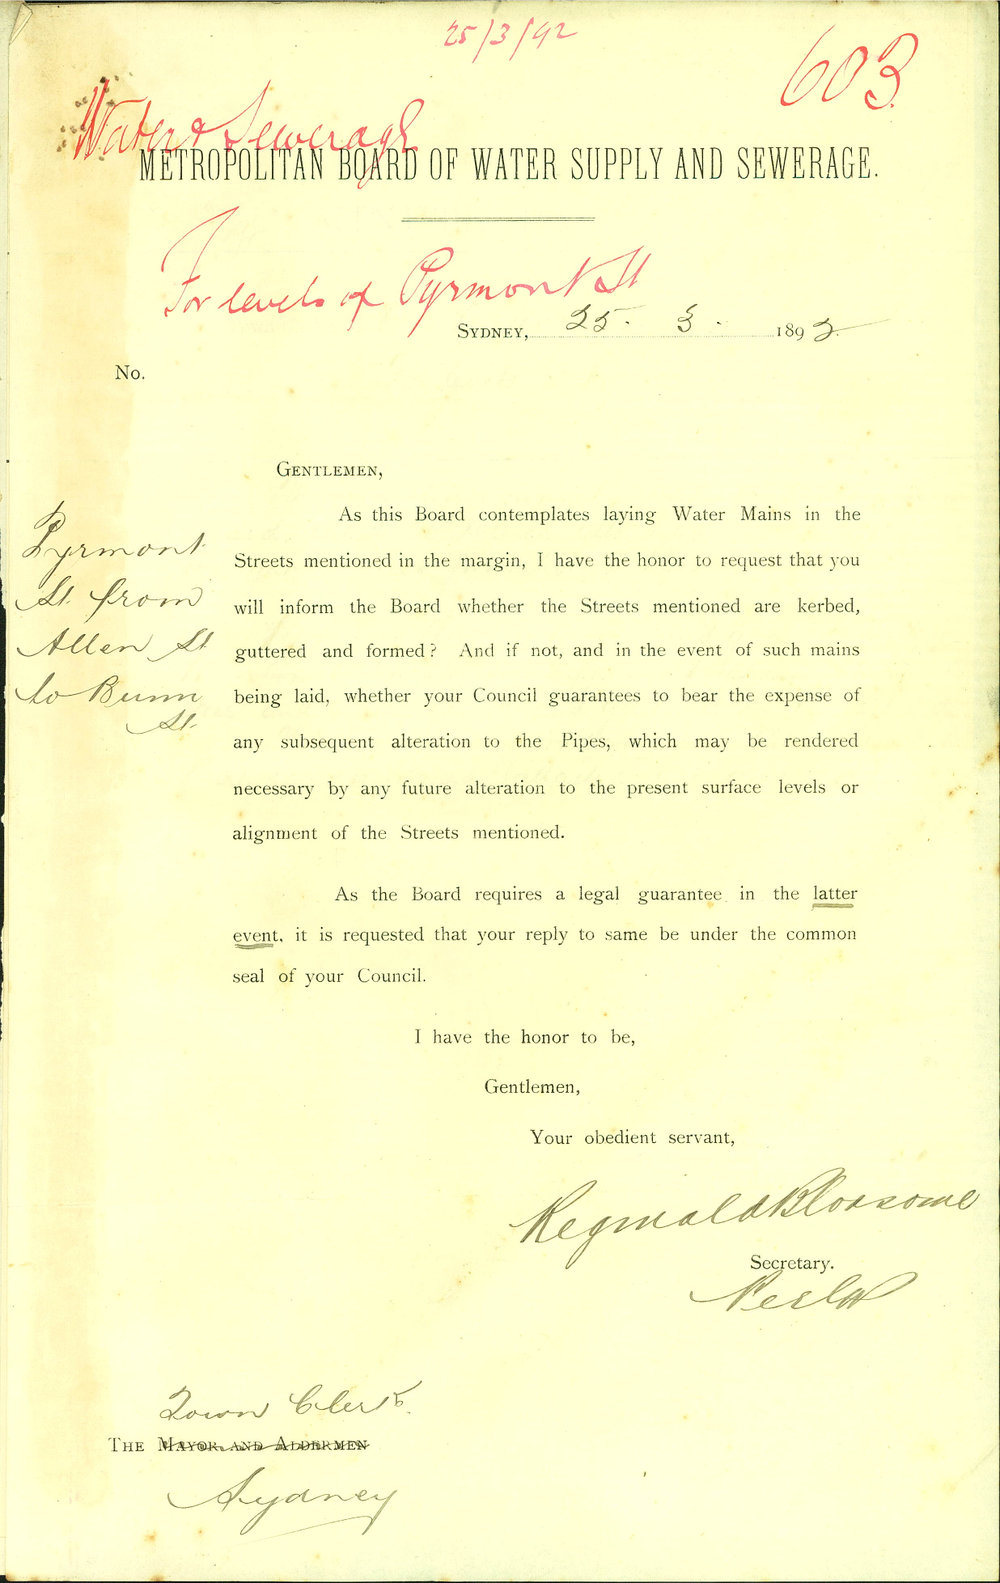 25/3/92
603
Water & Sewerage
METROPOLITAN BOARD OF WATER SUPPLY AND SEWERAGE.
For levels of Pyrmont St
SYDNEY, 25. 3. 1892
No.
GENTLEMEN,
Pyrmont
St. from
Allen St
to Bunn
St.
As this Board contemplates laying Water Mains in the
Streets mentioned in the margin, I have the honor to request that you
will inform the Board whether the Streets mentioned are kerbed,
guttered and formed? And if not, and in the event of such mains
being laid, whether your Council guarantees to bear the expense of
any subsequent alteration to the Pipes, which may be rendered
necessary by any future alteration to the present surface levels or
alignment of the Streets mentioned.
As the Board requires a legal guarantee in the latter
event, it is requested that your reply to same be under the common
seal of your Council.
I have the honor to be,
Gentlemen,
Your obedient servant,
Reginald Blossome
Secretary.
Town Clerk.
THE MAYOR AND ALDERMEN
Sydney